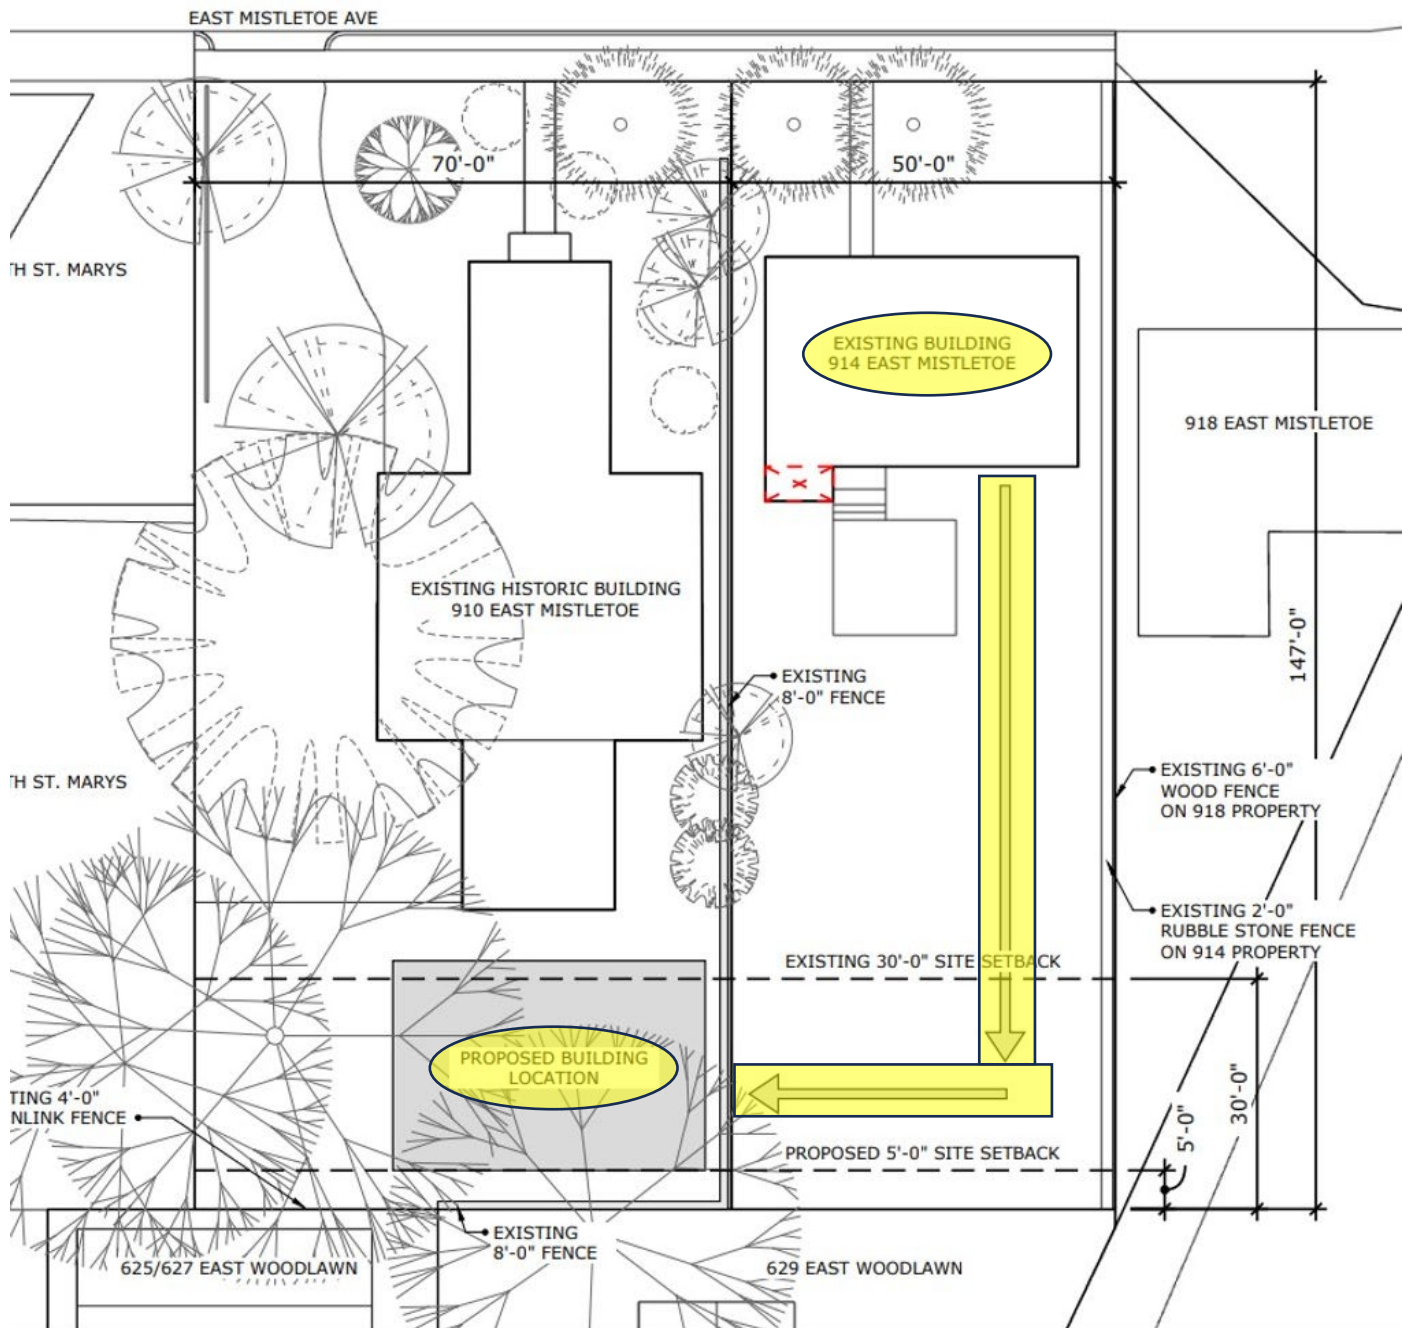 EAST MISTLETOE AVE
70'-0"
50'-0"
TH ST. MARYS
EXISTING BUILDING
914 EAST MISTLETOE
918 EAST MISTLETOE
X
EXISTING HISTORIC BUILDING
910 EAST MISTLETOE
147'-0"
EXISTING
8'-0" FENCE
TH ST. MARYS
EXISTING 6'-0"
WOOD FENCE
ON 918 PROPERTY
EXISTING 2'-0"
RUBBLE STONE FENCE
ON 914 PROPERTY
EXISTING 30'-0" SITE SETBACK
PROPOSED BUILDING
LOCATION
TING 4'-0"
NLINK FENCE
30'-0"
5'-0"
PROPOSED 5'-0" SITE SETBACK
EXISTING
8'-0" FENCE
625/627 EAST WOODLAWN
629 EAST WOODLAWN